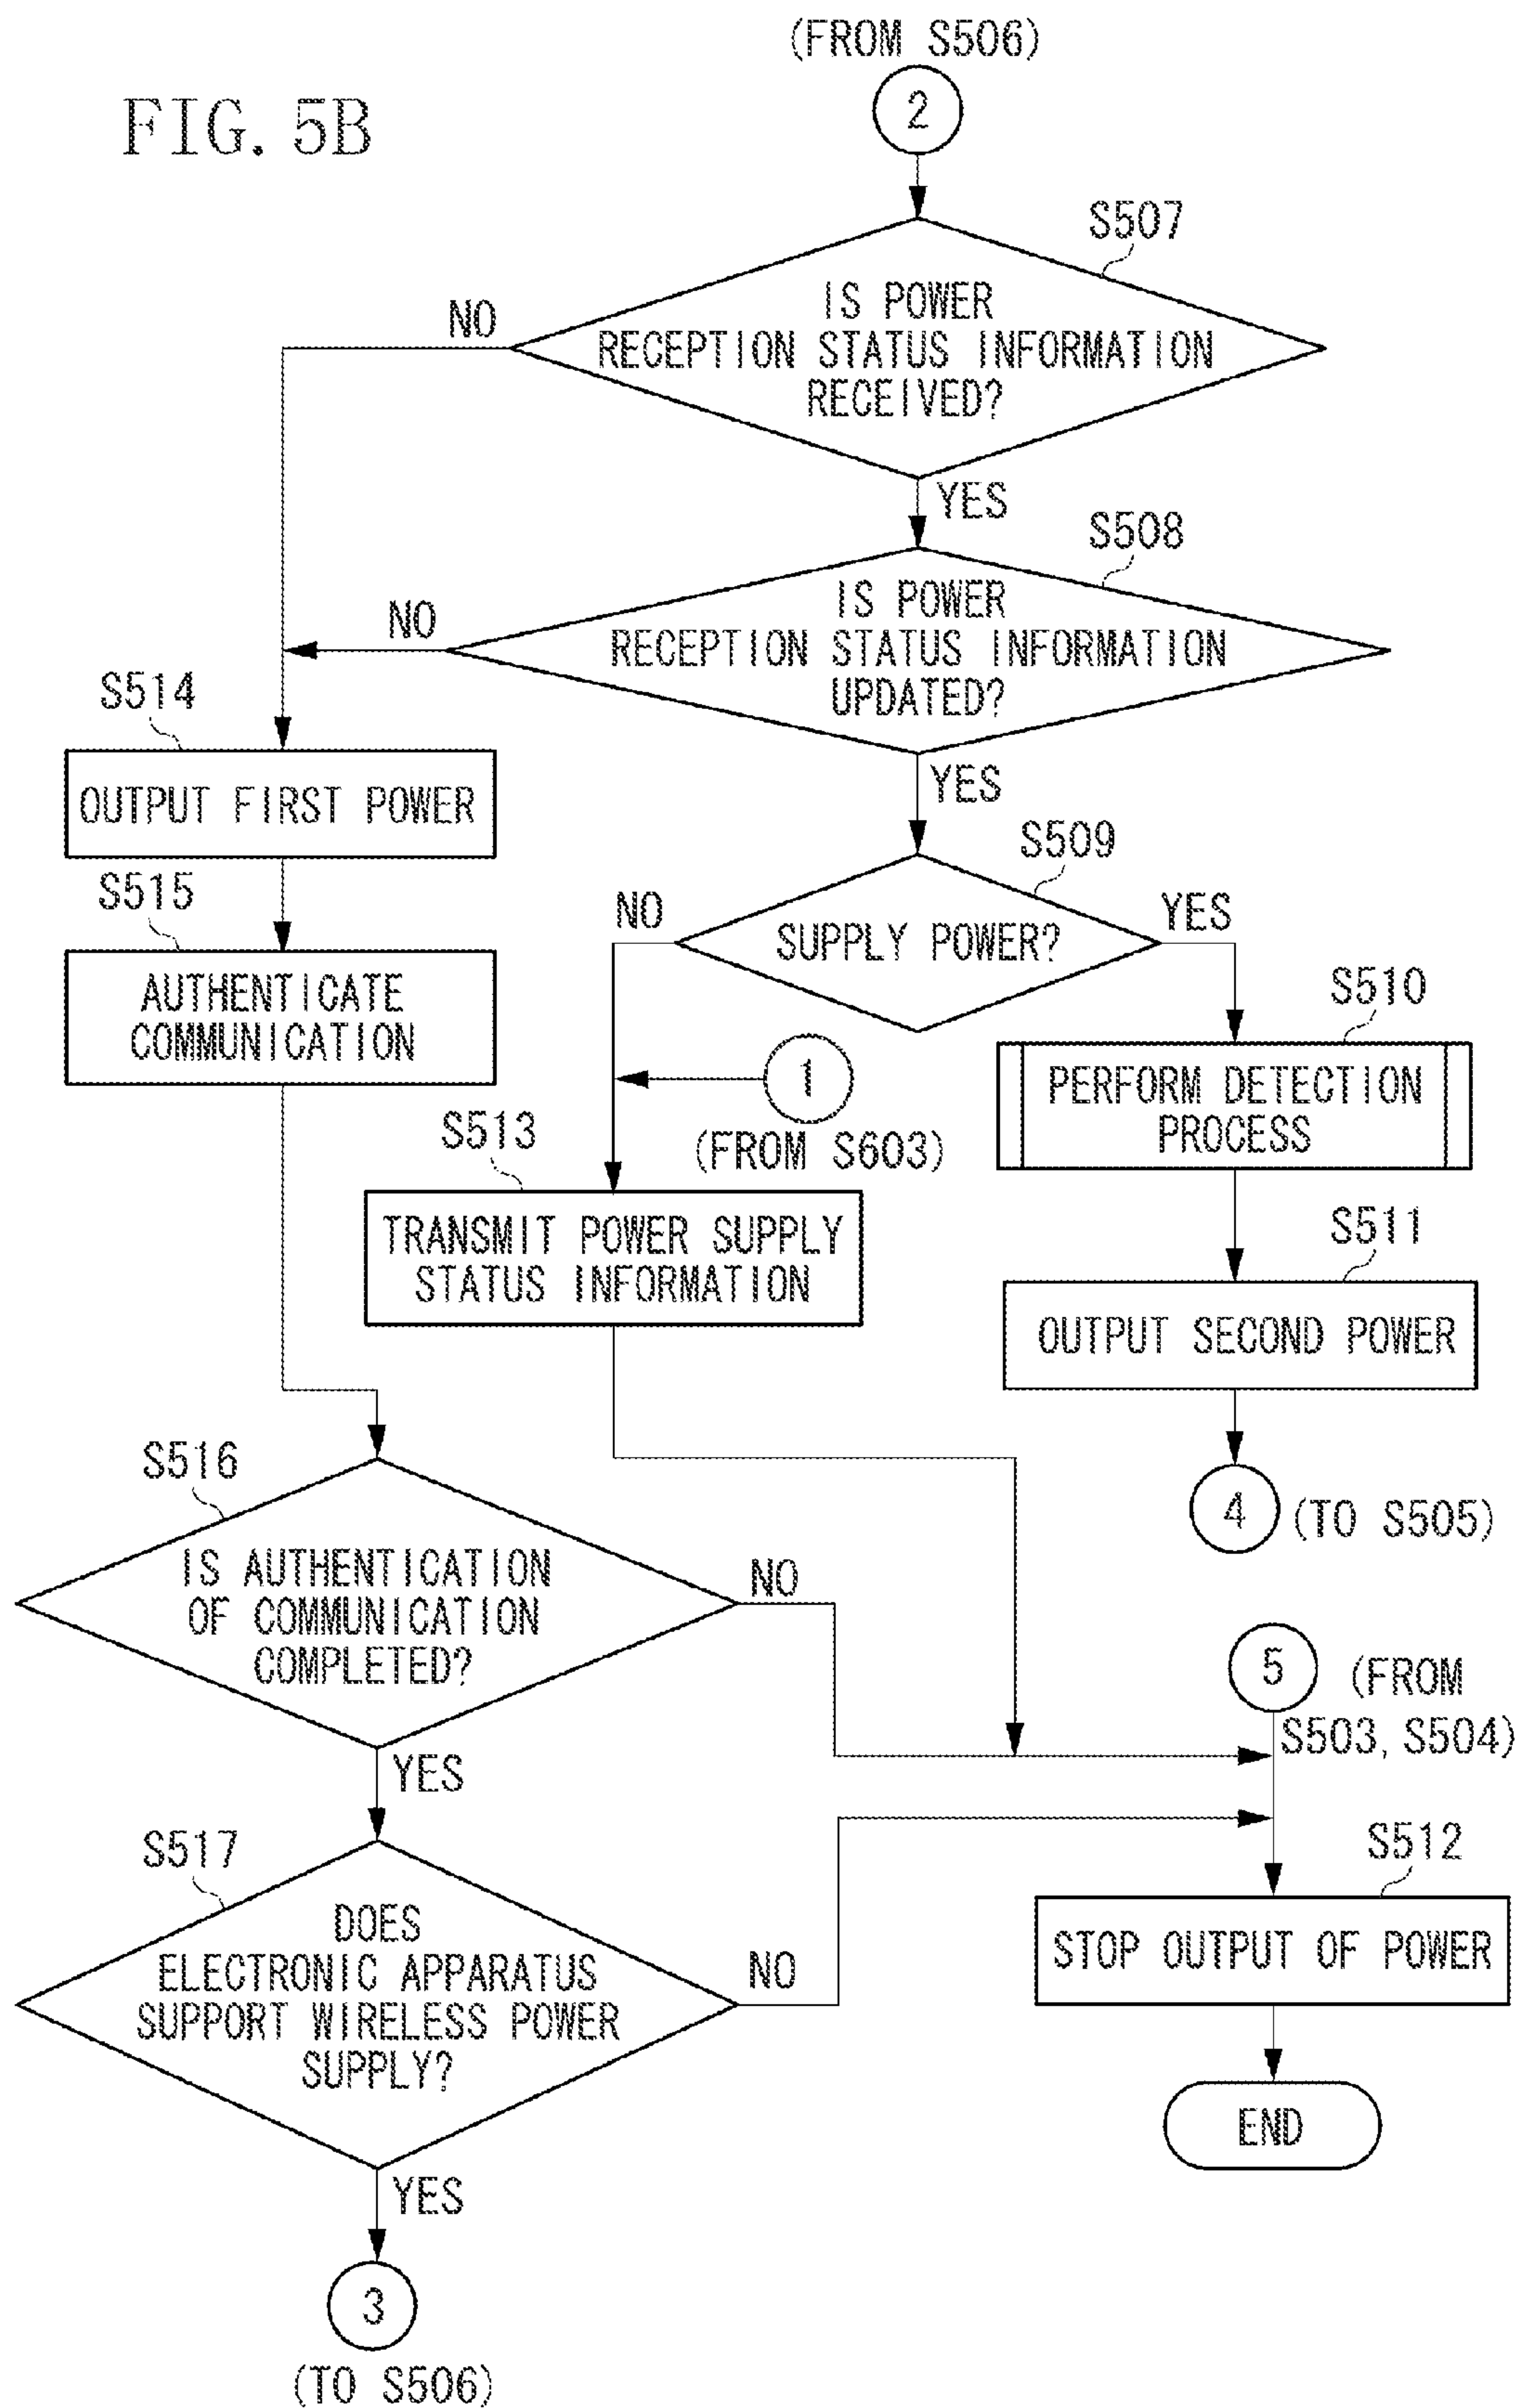 (FROM S506)
FIG. 5B
2
S507
IS POWER
RECEPTION STATUS INFORMATION
RECEIVED?
NO
YES
S508
IS POWER
RECEPTION STATUS INFORMATION
UPDATED?
NO
YES
S514
OUTPUT FIRST POWER
S509
SUPPLY POWER?
NO
YES
S515
AUTHENTICATE
COMMUNICATION
S510
PERFORM DETECTION
PROCESS
1
(FROM S603)
S513
TRANSMIT POWER SUPPLY
STATUS INFORMATION
S511
OUTPUT SECOND POWER
4
(TO S505)
S516
IS AUTHENTICATION
OF COMMUNICATION
COMPLETED?
NO
YES
5
(FROM
S503, S504)
S517
DOES
ELECTRONIC APPARATUS
SUPPORT WIRELESS POWER
SUPPLY?
NO
YES
S512
STOP OUTPUT OF POWER
END
3
(TO S506)